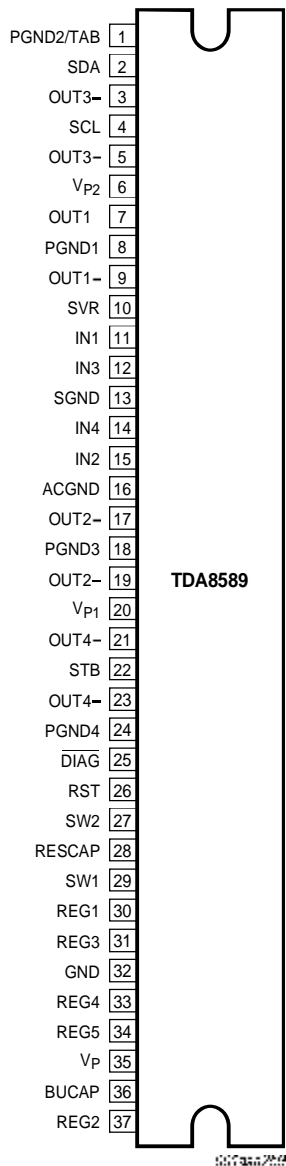 PGND2/TAB 1
SDA 2
OUT3− 3
SCL 4
OUT3− 5
VP2 6
OUT1 7
PGND1 8
OUT1− 9
SVR 10
IN1 11
IN3 12
SGND 13
IN4 14
IN2 15
ACGND 16
OUT2− 17
PGND3 18
OUT2− 19
TDA8589
VP1 20
OUT4− 21
STB 22
OUT4− 23
PGND4 24
DIAG 25
RST 26
SW2 27
RESCAP 28
SW1 29
REG1 30
REG3 31
GND 32
REG4 33
REG5 34
VP 35
BUCAP 36
REG2 37